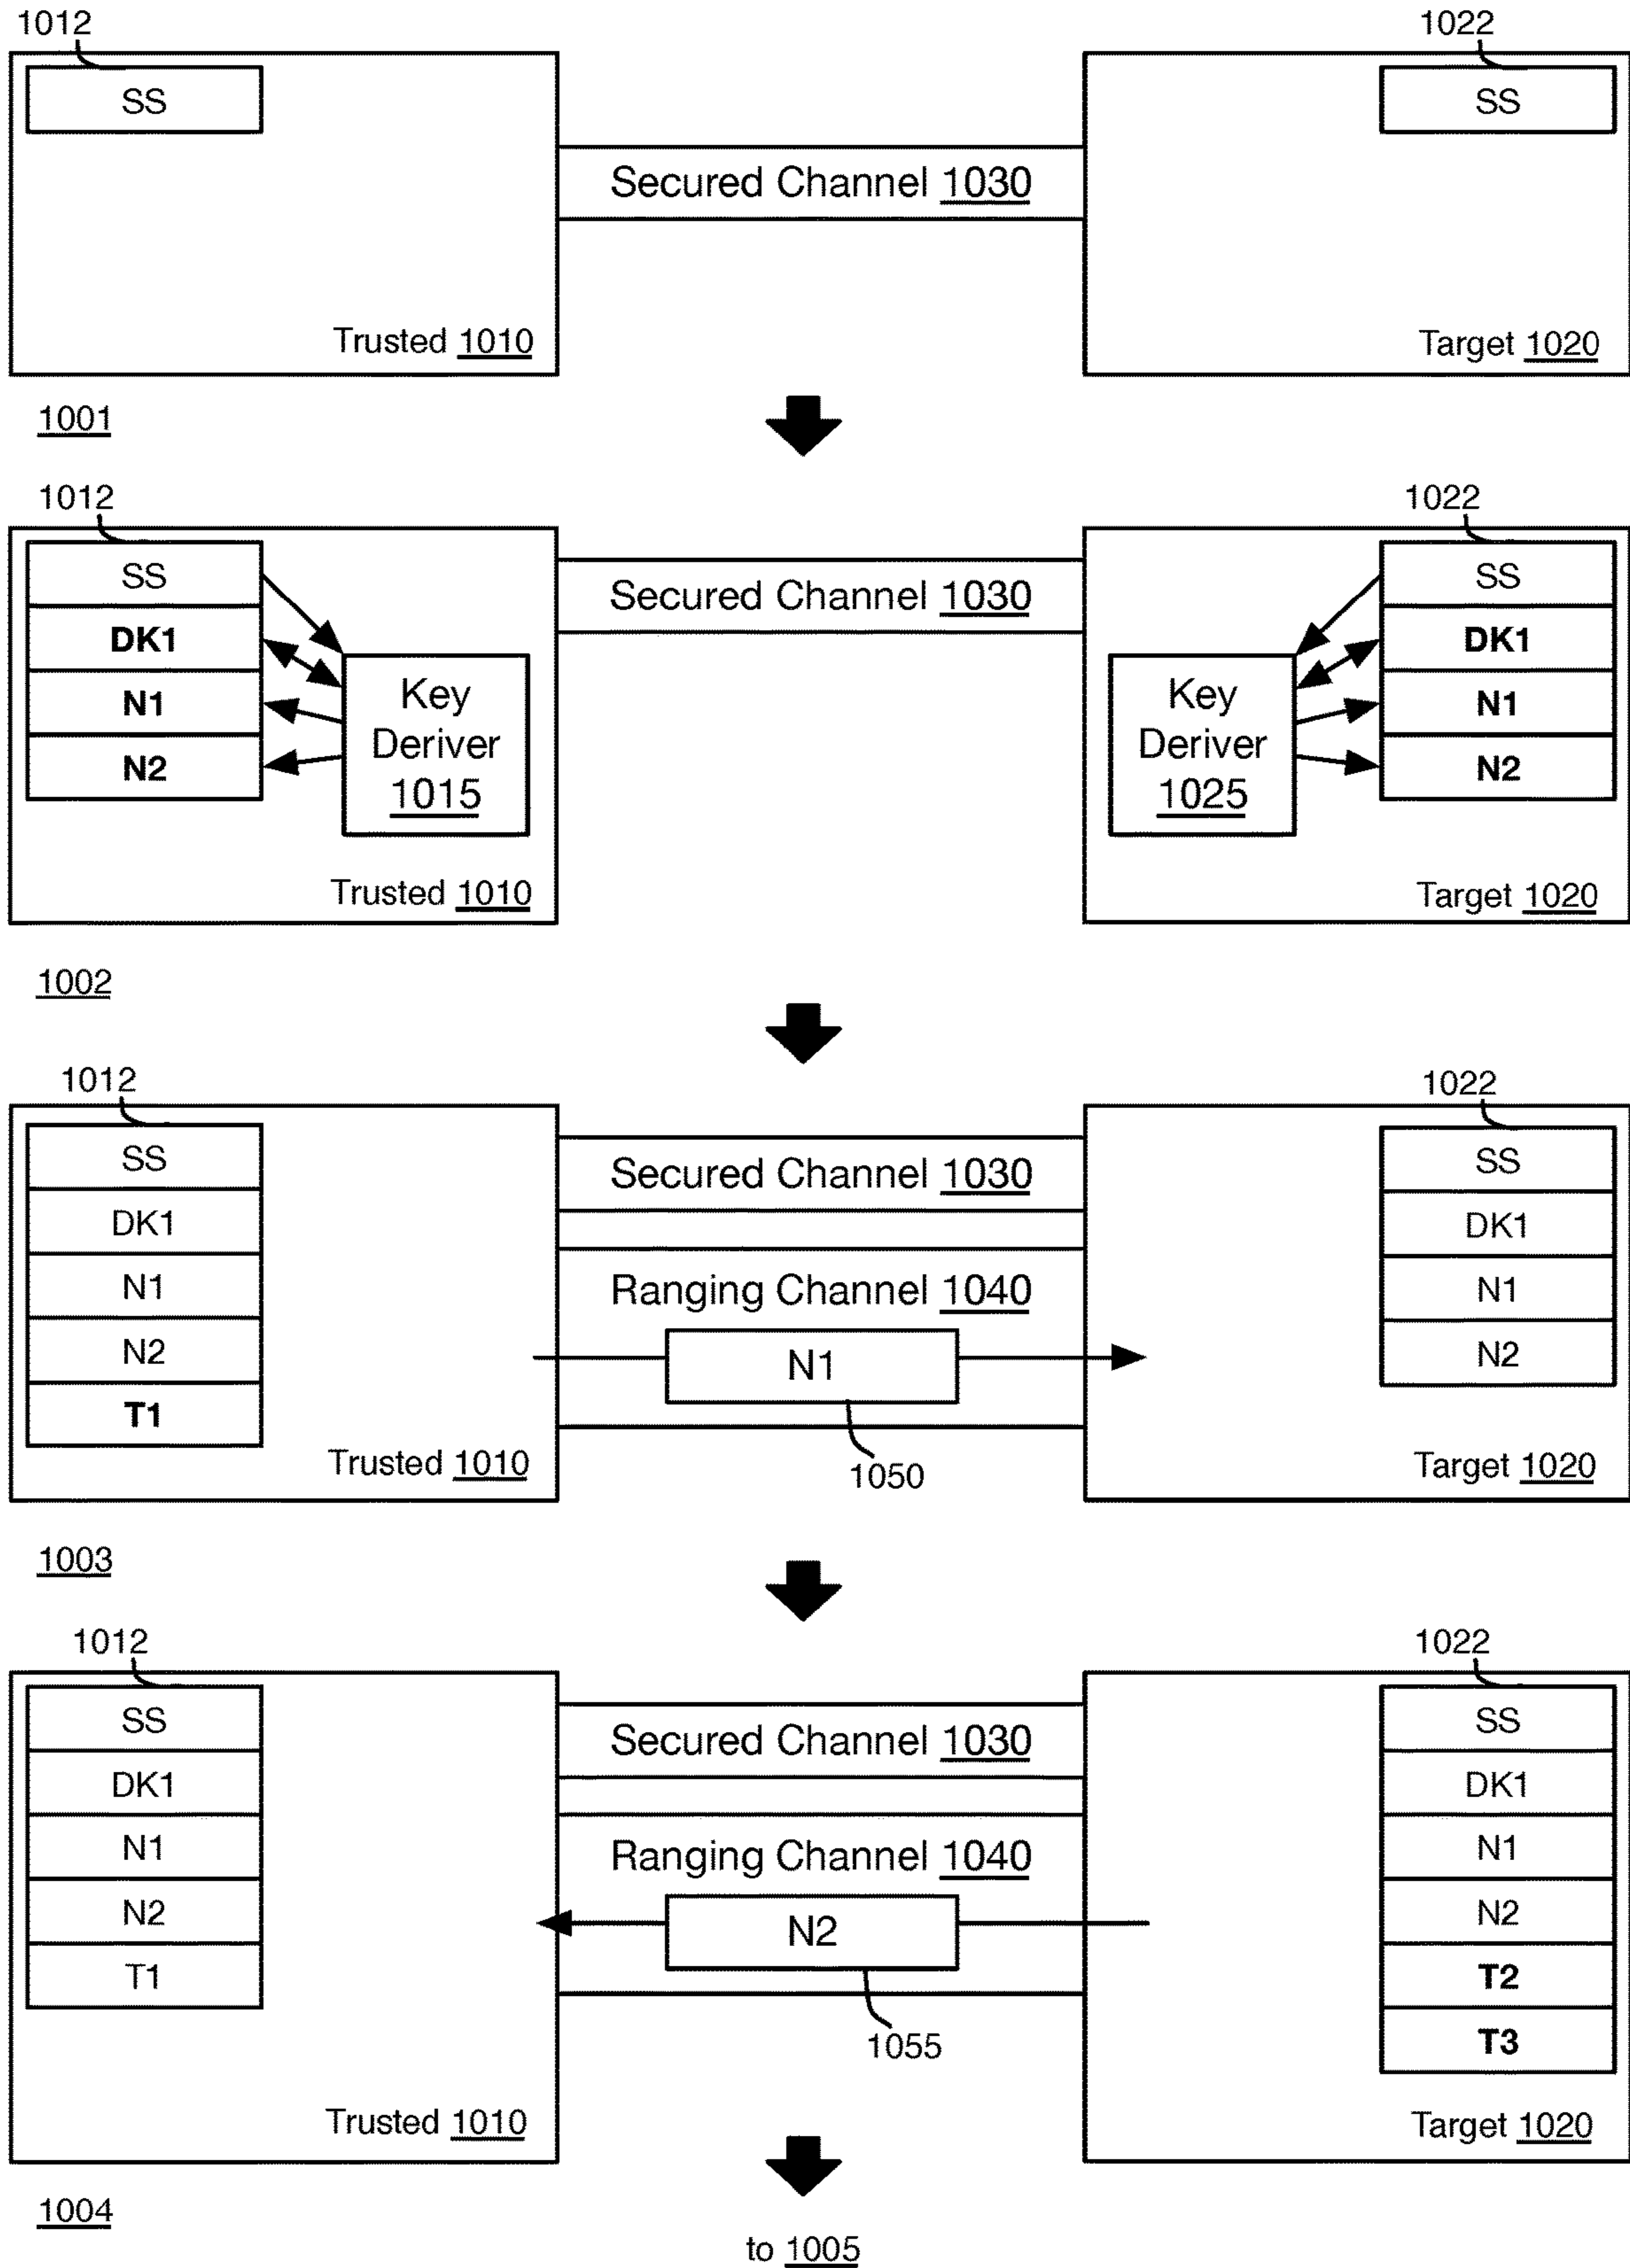 1012
1022
SS
SS
Secured Channel 1030
Trusted 1010
Target 1020
1001
1012
1022
SS
SS
Secured Channel 1030
DK1
DK1
N1
N1
N2
N2
Key
Deriver
1015
Key
Deriver
1025
Trusted 1010
Target 1020
1002
1012
1022
SS
SS
Secured Channel 1030
DK1
DK1
Ranging Channel 1040
N1
N1
N2
N1
N2
T1
Trusted 1010
1050
Target 1020
1003
1012
1022
SS
SS
Secured Channel 1030
DK1
DK1
Ranging Channel 1040
N1
N1
N2
N2
N2
T1
T2
1055
T3
Trusted 1010
Target 1020
1004
to 1005